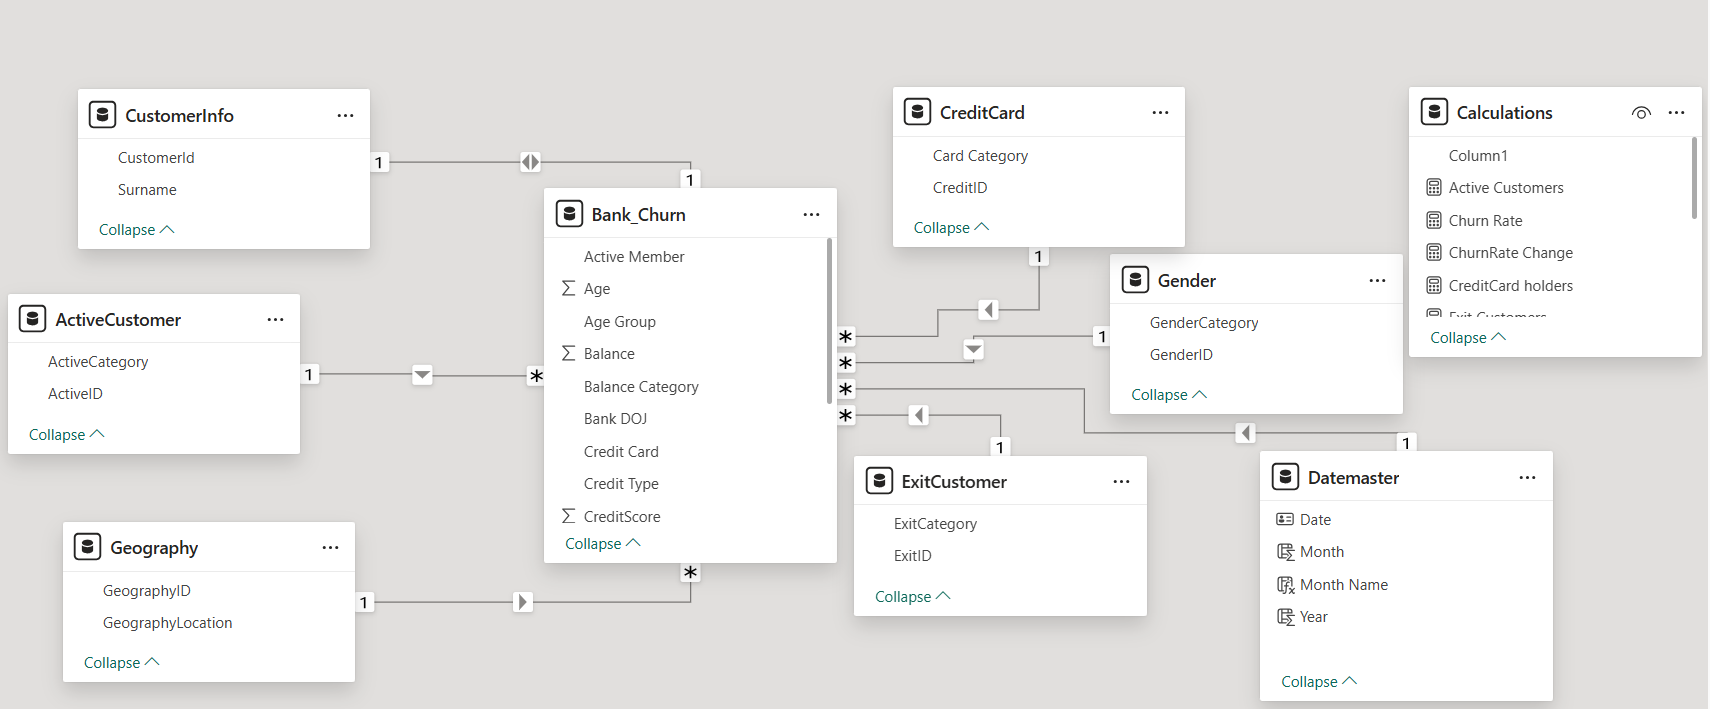 CustomerInfo
CustomerId
Surname
Collapse
1
1
ActiveCustomer
ActiveCategory
ActiveID
Collapse
1
*
Geography
GeographyID
GeographyLocation
Collapse
1
*
Bank_Churn
Active Member
Age
Age Group
Balance
Balance Category
Bank DOJ
Credit Card
Credit Type
CreditScore
Collapse
CreditCard
Card Category
CreditID
Collapse
1
*
Gender
GenderCategory
GenderID
Collapse
1
*
*
*
ExitCustomer
ExitCategory
ExitID
Collapse
1
Calculations
Column1
Active Customers
Churn Rate
ChurnRate Change
CreditCard holders
Exit Customers
Collapse
1
Datemaster
Date
Month
Month Name
Year
Collapse